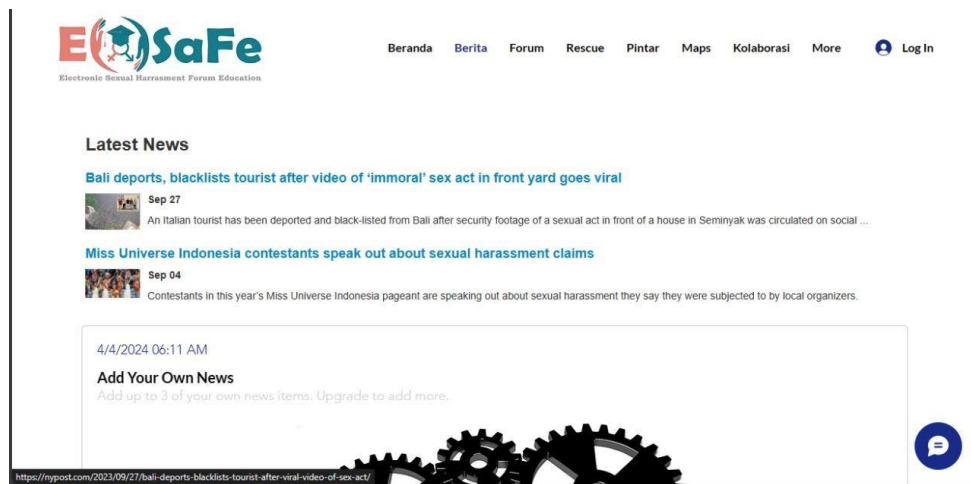 E SaFe
Electronic Sexual Harrasment Forum Education
Beranda Berita Forum Rescue Pintar Maps Kolaborasi More Log In
Latest News
Bali deports, blacklists tourist after video of ‘immoral’ sex act in front yard goes viral
Sep 27
An Italian tourist has been deported and black-listed from Bali after security footage of a sexual act in front of a house in Seminyak was circulated on social ...
Miss Universe Indonesia contestants speak out about sexual harassment claims
Sep 04
Contestants in this year's Miss Universe Indonesia pageant are speaking out about sexual harassment they say they were subjected to by local organizers.
4/4/2024 06:11 AM
Add Your Own News
Add up to 3 of your own news items. Upgrade to add more.
https://nypost.com/2023/09/27/bali-deports-blacklists-tourist-after-viral-video-of-sex-act/